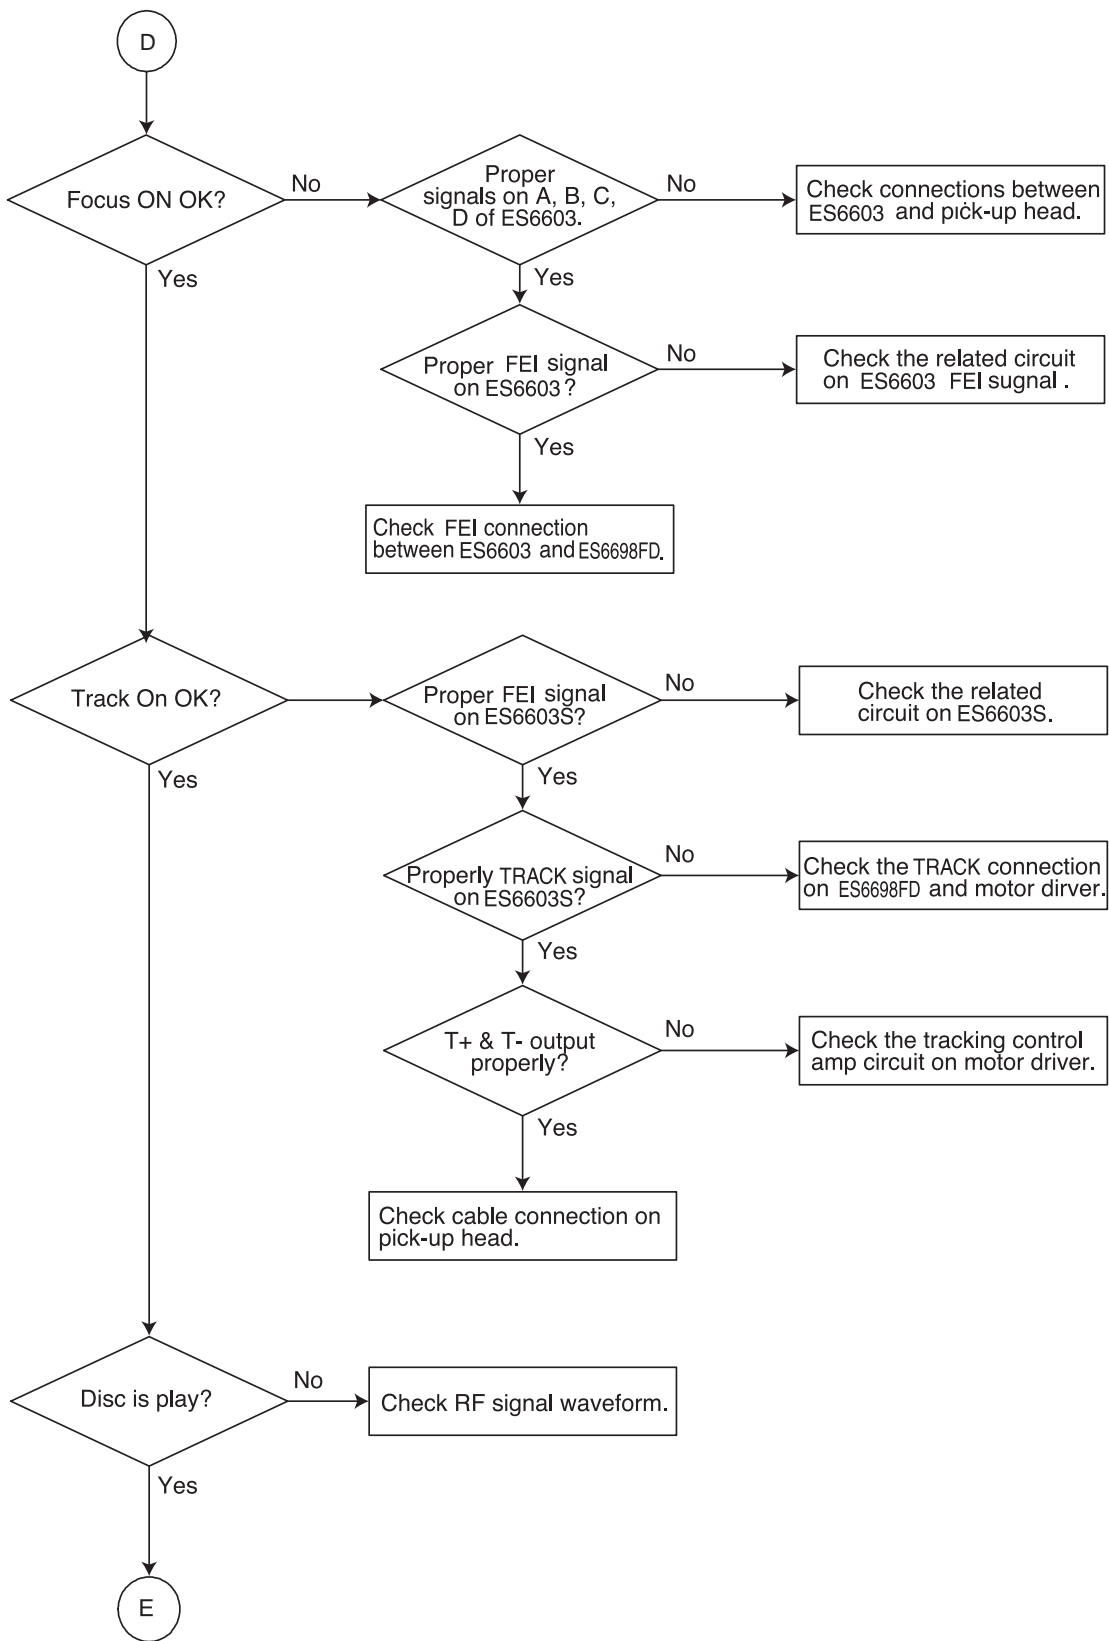 D
Focus ON OK?
No
Proper
signals on A, B, C,
D of ES6603.
No
Check connections between
ES6603 and pick-up head.
Yes
Yes
Proper FEI signal
on ES6603 ?
No
Check the related circuit
on ES6603 FEI sugnal .
Yes
Check FEI connection
between ES6603 and ES6698FD.
Track On OK?
Proper FEI signal
on ES6603S?
No
Check the related
circuit on ES6603S.
Yes
Yes
Properly TRACK signal
on ES6603S?
No
Check the TRACK connection
on ES6698FD and motor dirver.
Yes
T+ & T- output
properly?
No
Check the tracking control
amp circuit on motor driver.
Yes
Check cable connection on
pick-up head.
Disc is play?
No
Check RF signal waveform.
Yes
E